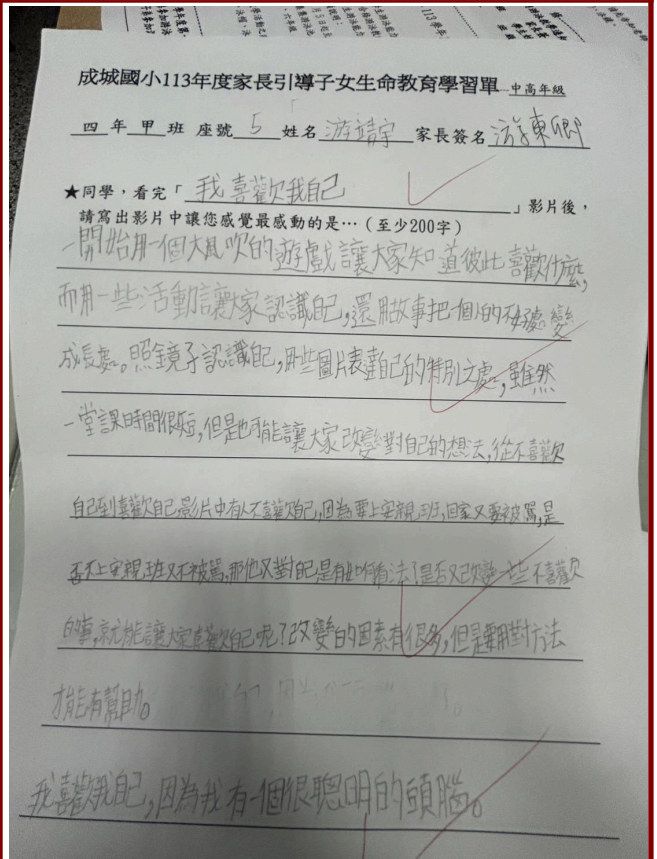 成城國小113年度家長引導子女生命教育學習單 中高年級
四 年 甲 班 座號 5 姓名 游靖宇 家長簽名 游東卿
★同學,看完「 我喜歡我自己 」影片後,
請寫出影片中讓您感覺最感動的是…(至少200字)
一開始用一個大風吹的遊戲讓大家知道彼此喜歡什麼,
而用一些活動讓大家認識自己,還用故事把一個人的不好處變
成長處。照鏡子認識自己,用些圖片表達自己的特別之處,雖然
一堂課時間很短,但是也可能讓大家改變對自己的想法,從不喜歡
自己到喜歡自己,影片中有人不喜歡自己,因為要上安親班,回家又要被罵,是
否不上安親班又不被罵,那他又對自己是有如何看法?是否又改變一些不喜歡
的事,就能讓大家喜歡自己呢?改變的因素有很多,但是要用對方法
才能有幫助。
我喜歡我自己,因為我有一個很聰明的頭腦。